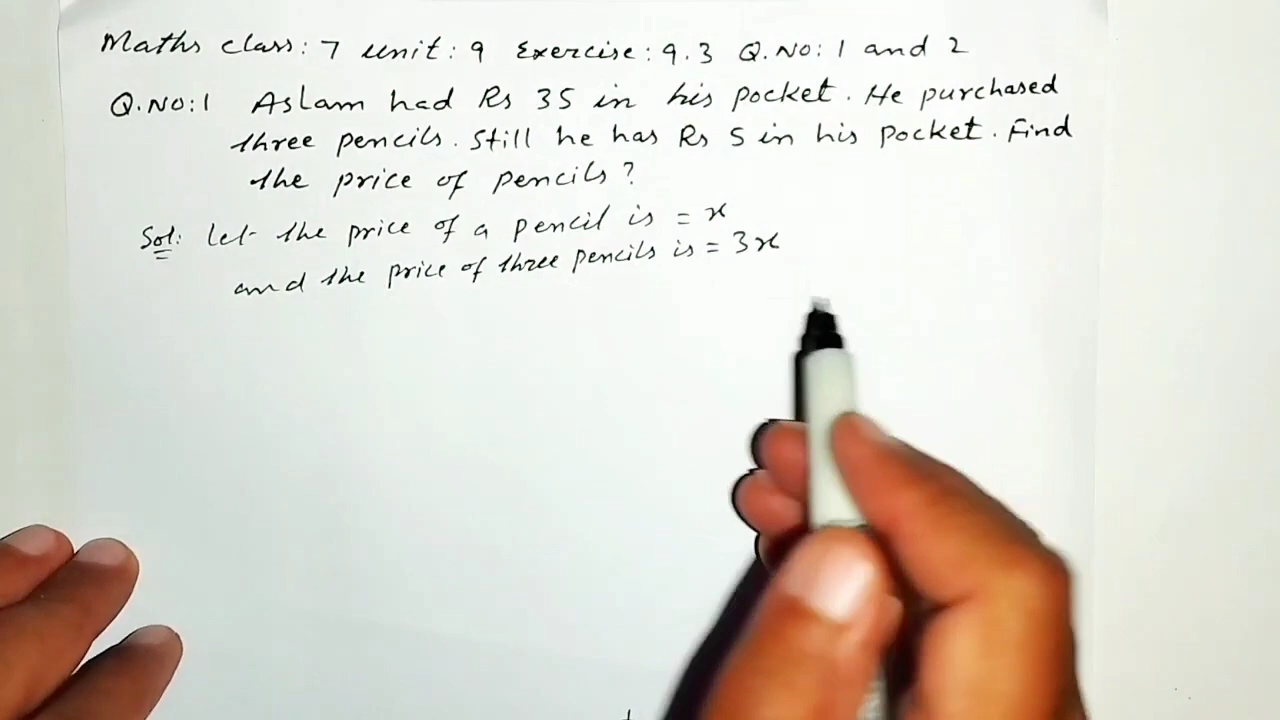 Maths class: 7 unit: 9 Exercise: 9.3 Q.NO: 1 and 2
Q.NO:1 Aslam had Rs 35 in his pocket. He purchased
three pencils. Still he has Rs 5 in his pocket. Find
the price of pencils?
Sol: Let the price of a pencil is = x
and the price of three pencils is = 3x